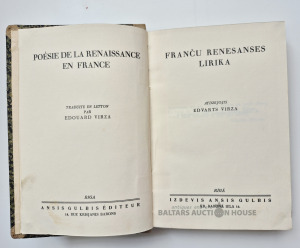 POÉSIE DE LA RENAISSANCE
EN FRANCE
TRADUITE EN LETTON
PAR
EDOUARD VIRZA
RIGA
ANSIS GULBIS ÉDITEUR
FRANČU RENESANSES
LIRIKA
ATDZEJOJIS
EDVARTS VIRZA
RĪGĀ
IZDEVIS ANSIS GULBIS
BALTARS AUCTION HOUSE